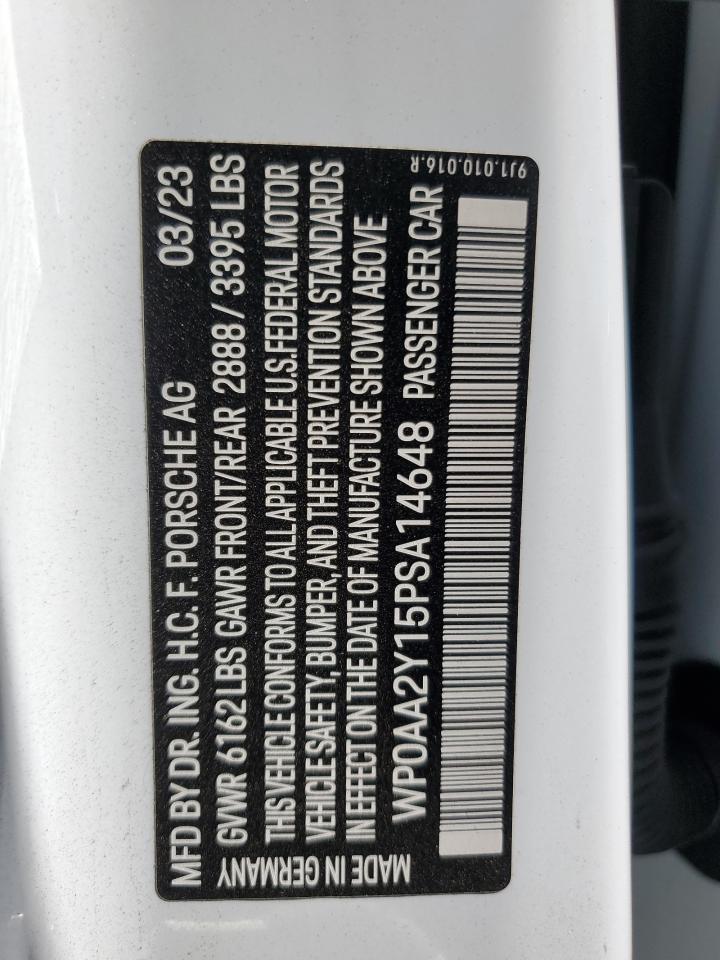 MFD BY DR. ING. H.C. F. PORSCHE AG 03/23
GVWR 6162 LBS GAWR FRONT/REAR 2888 / 3395 LBS
THIS VEHICLE CONFORMS TO ALL APPLICABLE U.S. FEDERAL MOTOR
VEHICLE SAFETY, BUMPER, AND THEFT PREVENTION STANDARDS
IN EFFECT ON THE DATE OF MANUFACTURE SHOWN ABOVE
WP0AA2Y15PSA14648 PASSENGER CAR
MADE IN GERMANY
9J1.010.016.R